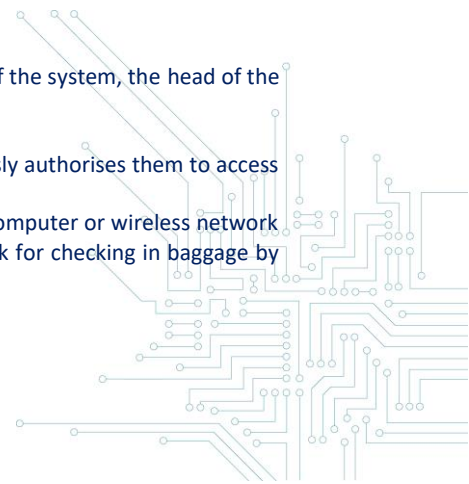 f the system, the head of the
sly authorises them to access
omputer or wireless network
k for checking in baggage by